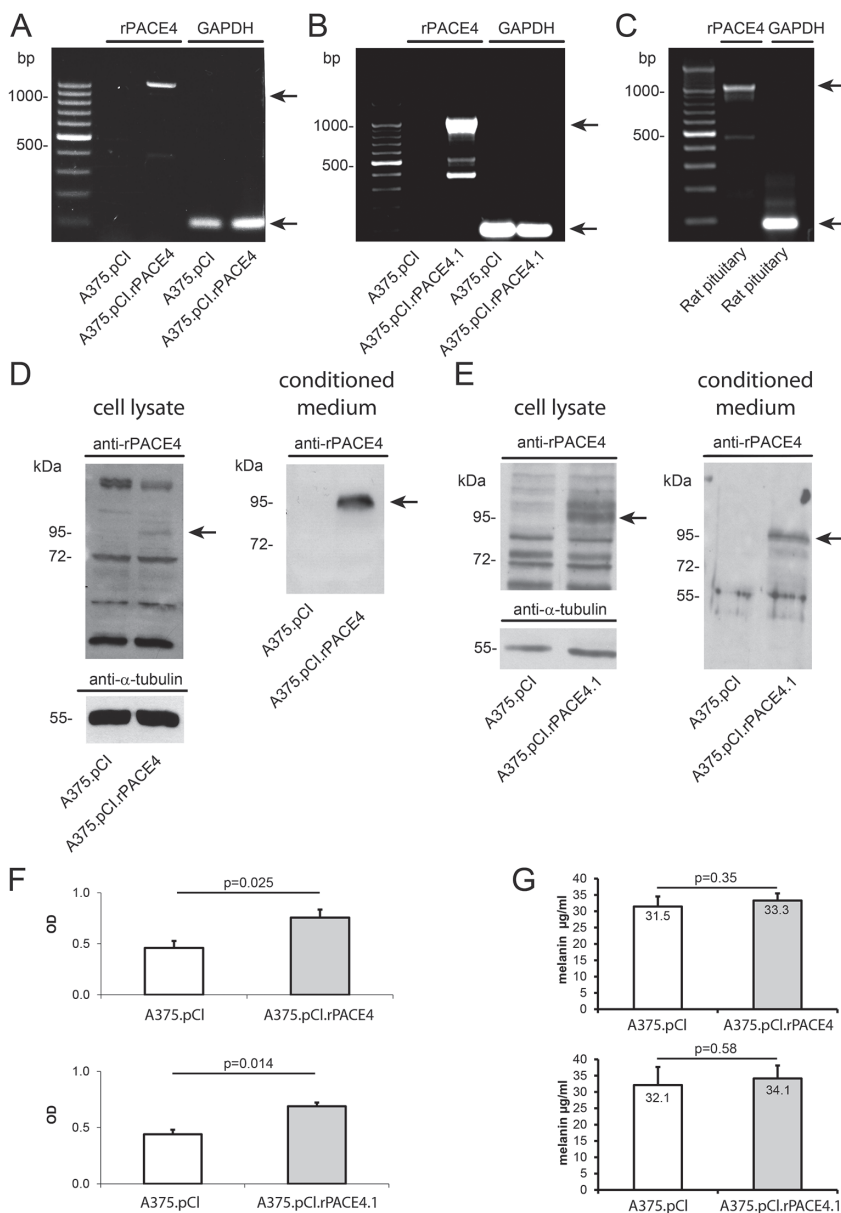 A
rPACE4 GAPDH
bp
1000-
500-
A375.pCI
A375.pCI.rPACE4
A375.pCI
A375.pCI.rPACE4
B
rPACE4 GAPDH
bp
1000-
500-
A375.pCI
A375.pCI.rPACE4.1
A375.pCI
A375.pCI.rPACE4.1
C
rPACE4 GAPDH
bp
1000-
500-
Rat pituitary
Rat pituitary
D
cell lysate
anti-rPACE4
kDa
95-
72-
anti-α-tubulin
55-
A375.pCI
A375.pCI.rPACE4
conditioned
medium
anti-rPACE4
kDa
95-
72-
A375.pCI
A375.pCI.rPACE4
E
cell lysate
anti-rPACE4
kDa
95-
72-
anti-α-tubulin
55-
A375.pCI
A375.pCI.rPACE4.1
conditioned
medium
anti-rPACE4
kDa
95-
72-
55-
A375.pCI
A375.pCI.rPACE4.1
F
p=0.025
OD
1.0
0.5
0.0
A375.pCI
A375.pCI.rPACE4
p=0.014
OD
1.0
0.5
0.0
A375.pCI
A375.pCI.rPACE4.1
G
p=0.35
melanin µg/ml
40
35
30
25
20
15
10
5
0
31.5
33.3
A375.pCI
A375.pCI.rPACE4
p=0.58
melanin µg/ml
40
35
30
25
20
15
10
5
0
32.1
34.1
A375.pCI
A375.pCI.rPACE4.1